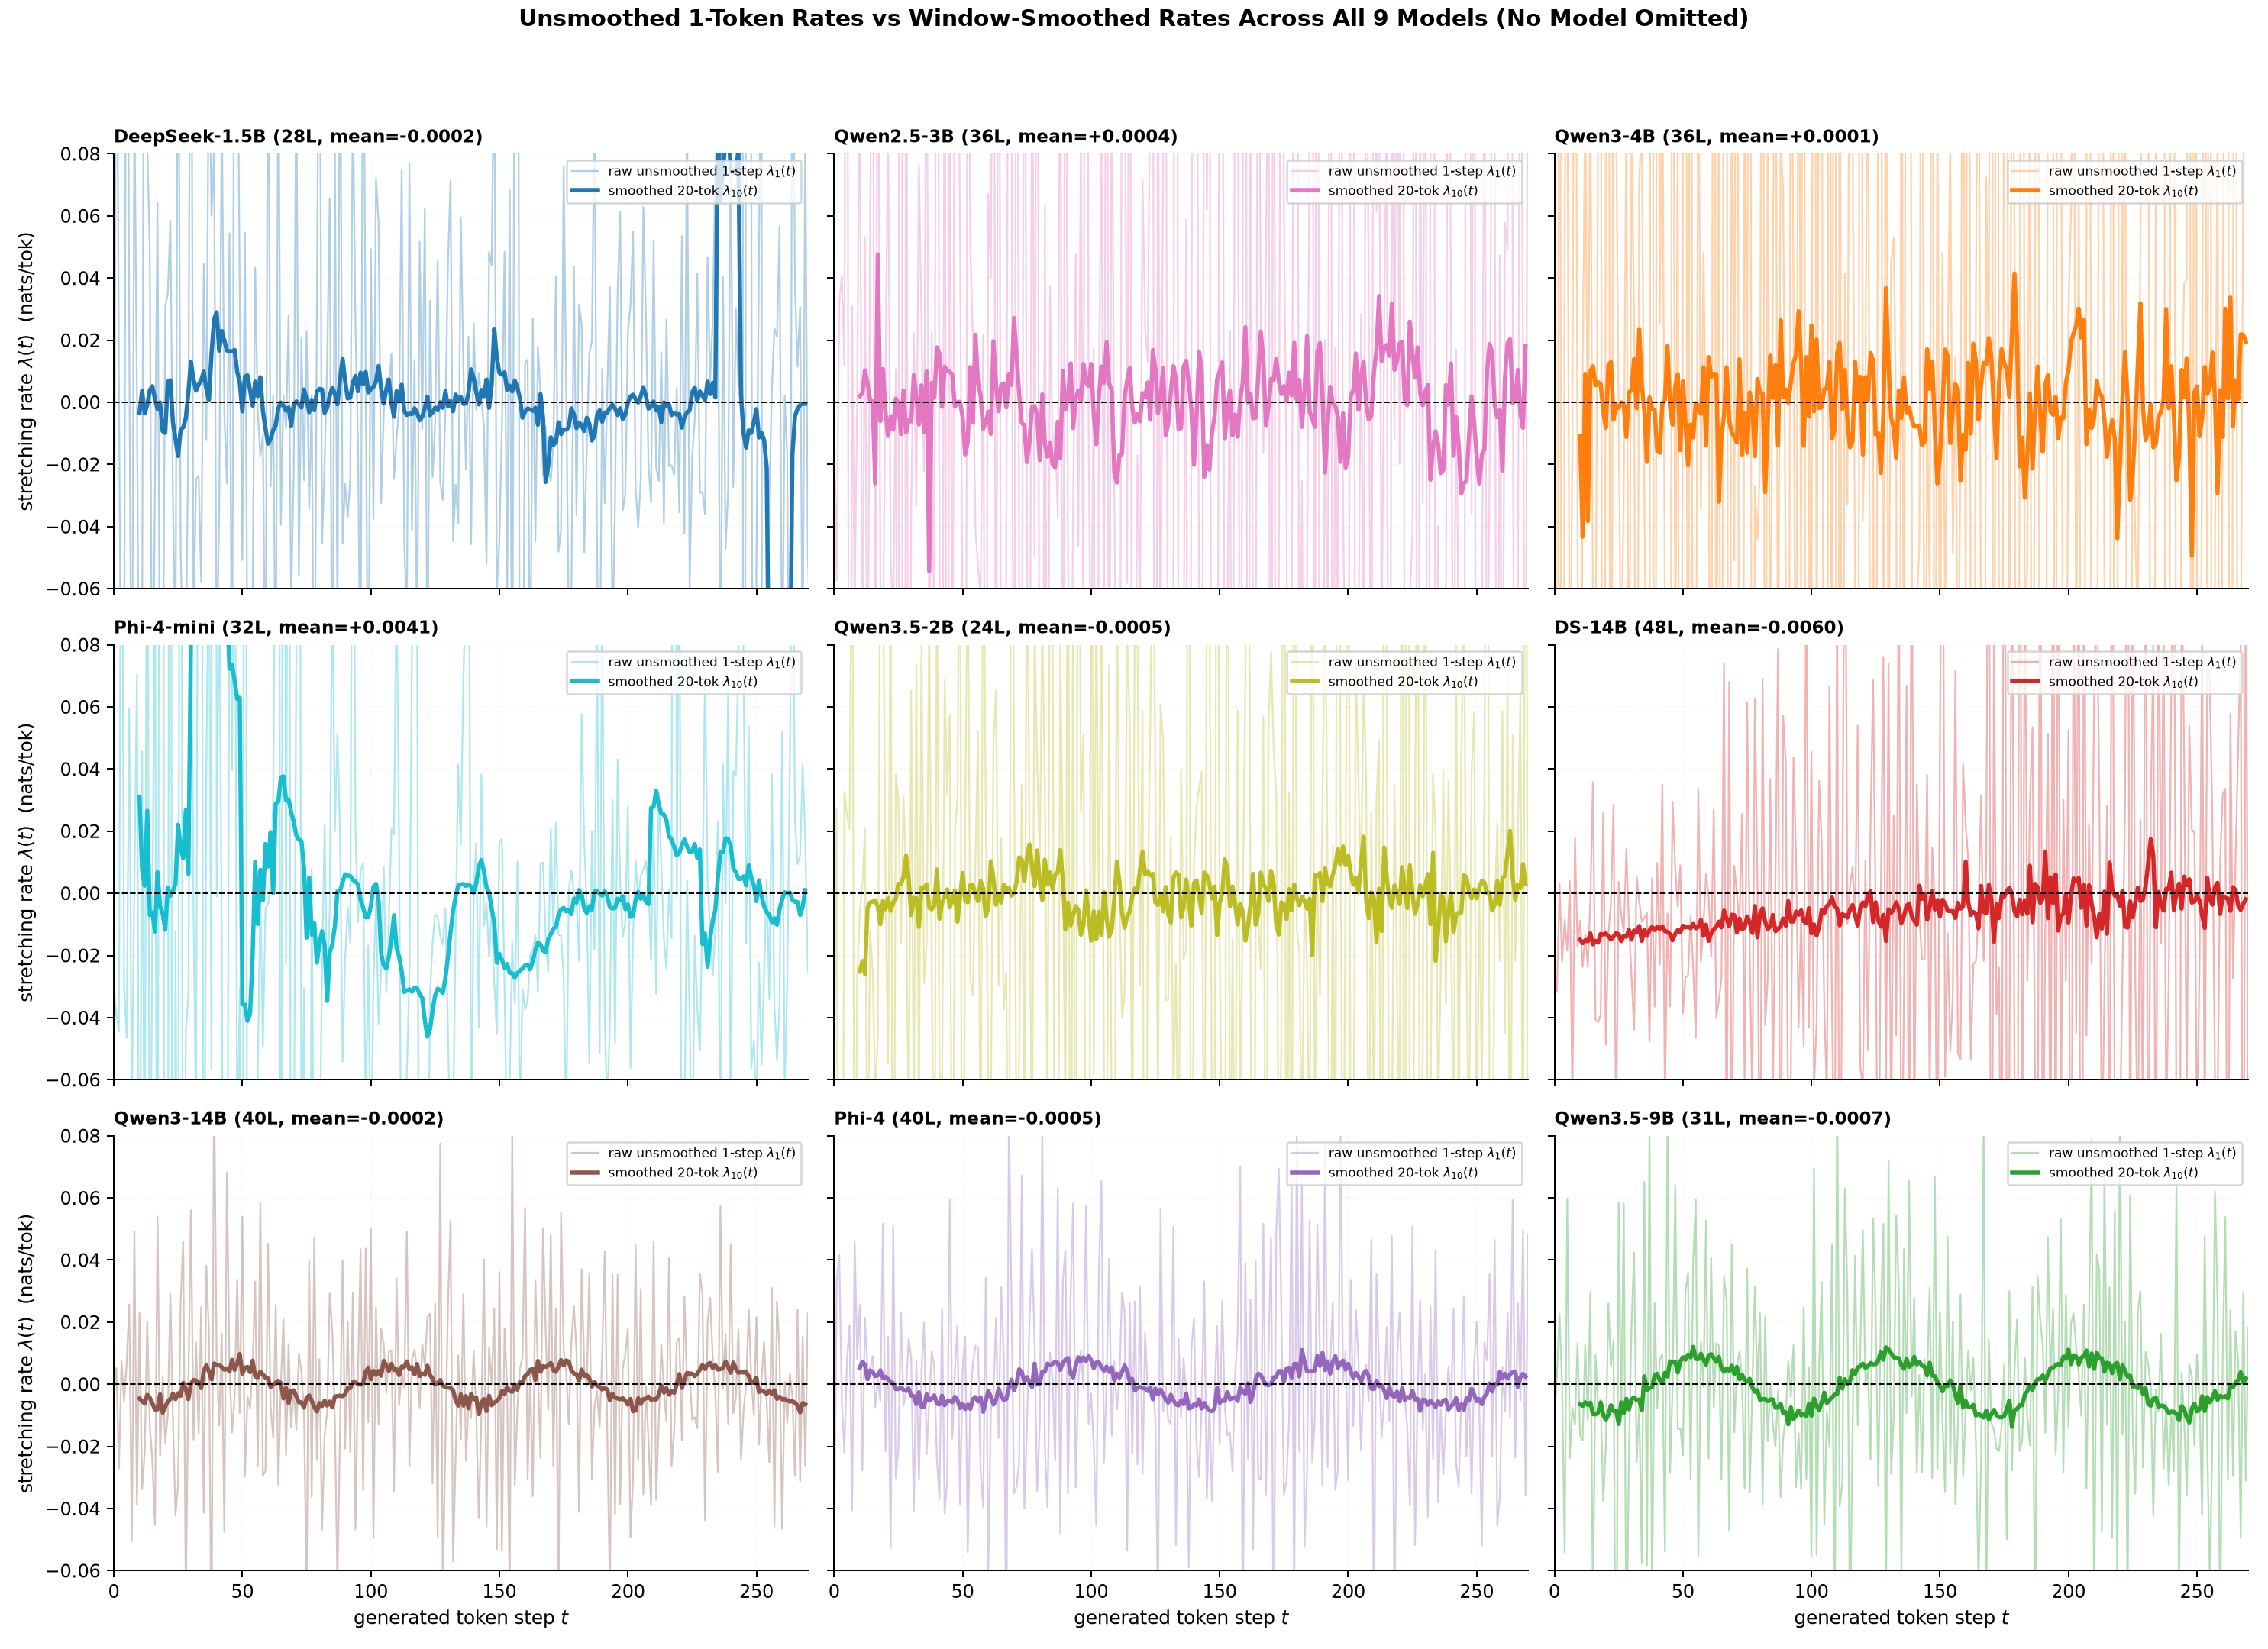 Unsmoothed 1-Token Rates vs Window-Smoothed Rates Across All 9 Models (No Model Omitted)
DeepSeek-1.5B (28L, mean=-0.0002)
Qwen2.5-3B (36L, mean=+0.0004)
Qwen3-4B (36L, mean=+0.0001)
raw unsmoothed 1-step λ₁(t)
smoothed 20-tok λ₁₀(t)
raw unsmoothed 1-step λ₁(t)
smoothed 20-tok λ₁₀(t)
raw unsmoothed 1-step λ₁(t)
smoothed 20-tok λ₁₀(t)
stretching rate λ(t) (nats/tok)
0.08
0.06
0.04
0.02
0.00
−0.02
−0.04
−0.06
Phi-4-mini (32L, mean=+0.0041)
Qwen3.5-2B (24L, mean=-0.0005)
DS-14B (48L, mean=-0.0060)
raw unsmoothed 1-step λ₁(t)
smoothed 20-tok λ₁₀(t)
raw unsmoothed 1-step λ₁(t)
smoothed 20-tok λ₁₀(t)
raw unsmoothed 1-step λ₁(t)
smoothed 20-tok λ₁₀(t)
stretching rate λ(t) (nats/tok)
0.08
0.06
0.04
0.02
0.00
−0.02
−0.04
−0.06
Qwen3-14B (40L, mean=-0.0002)
Phi-4 (40L, mean=-0.0005)
Qwen3.5-9B (31L, mean=-0.0007)
raw unsmoothed 1-step λ₁(t)
smoothed 20-tok λ₁₀(t)
raw unsmoothed 1-step λ₁(t)
smoothed 20-tok λ₁₀(t)
raw unsmoothed 1-step λ₁(t)
smoothed 20-tok λ₁₀(t)
stretching rate λ(t) (nats/tok)
0.08
0.06
0.04
0.02
0.00
−0.02
−0.04
−0.06
0 50 100 150 200 250
0 50 100 150 200 250
0 50 100 150 200 250
generated token step t
generated token step t
generated token step t